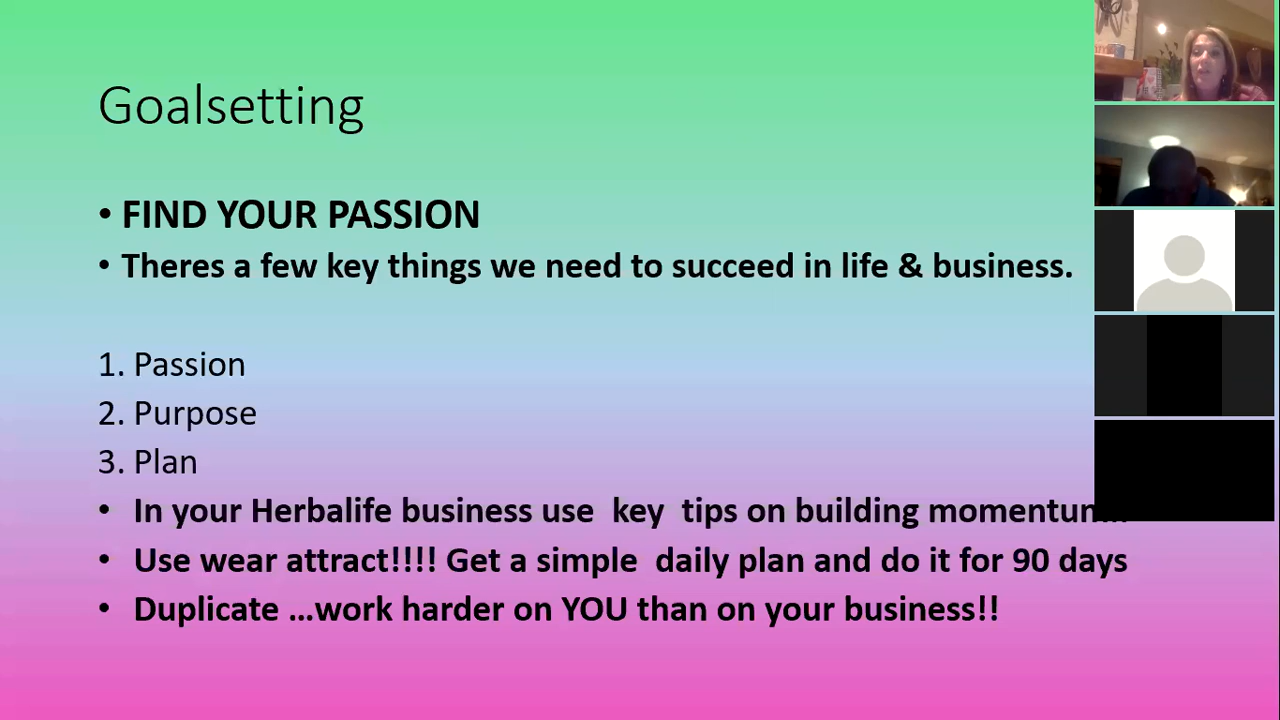 Goalsetting
• FIND YOUR PASSION
• Theres a few key things we need to succeed in life & business.
1. Passion
2. Purpose
3. Plan
• In your Herbalife business use key tips on building
• Use wear attract!!!! Get a simple daily plan and do it for 90 days
• Duplicate …work harder on YOU than on your business!!